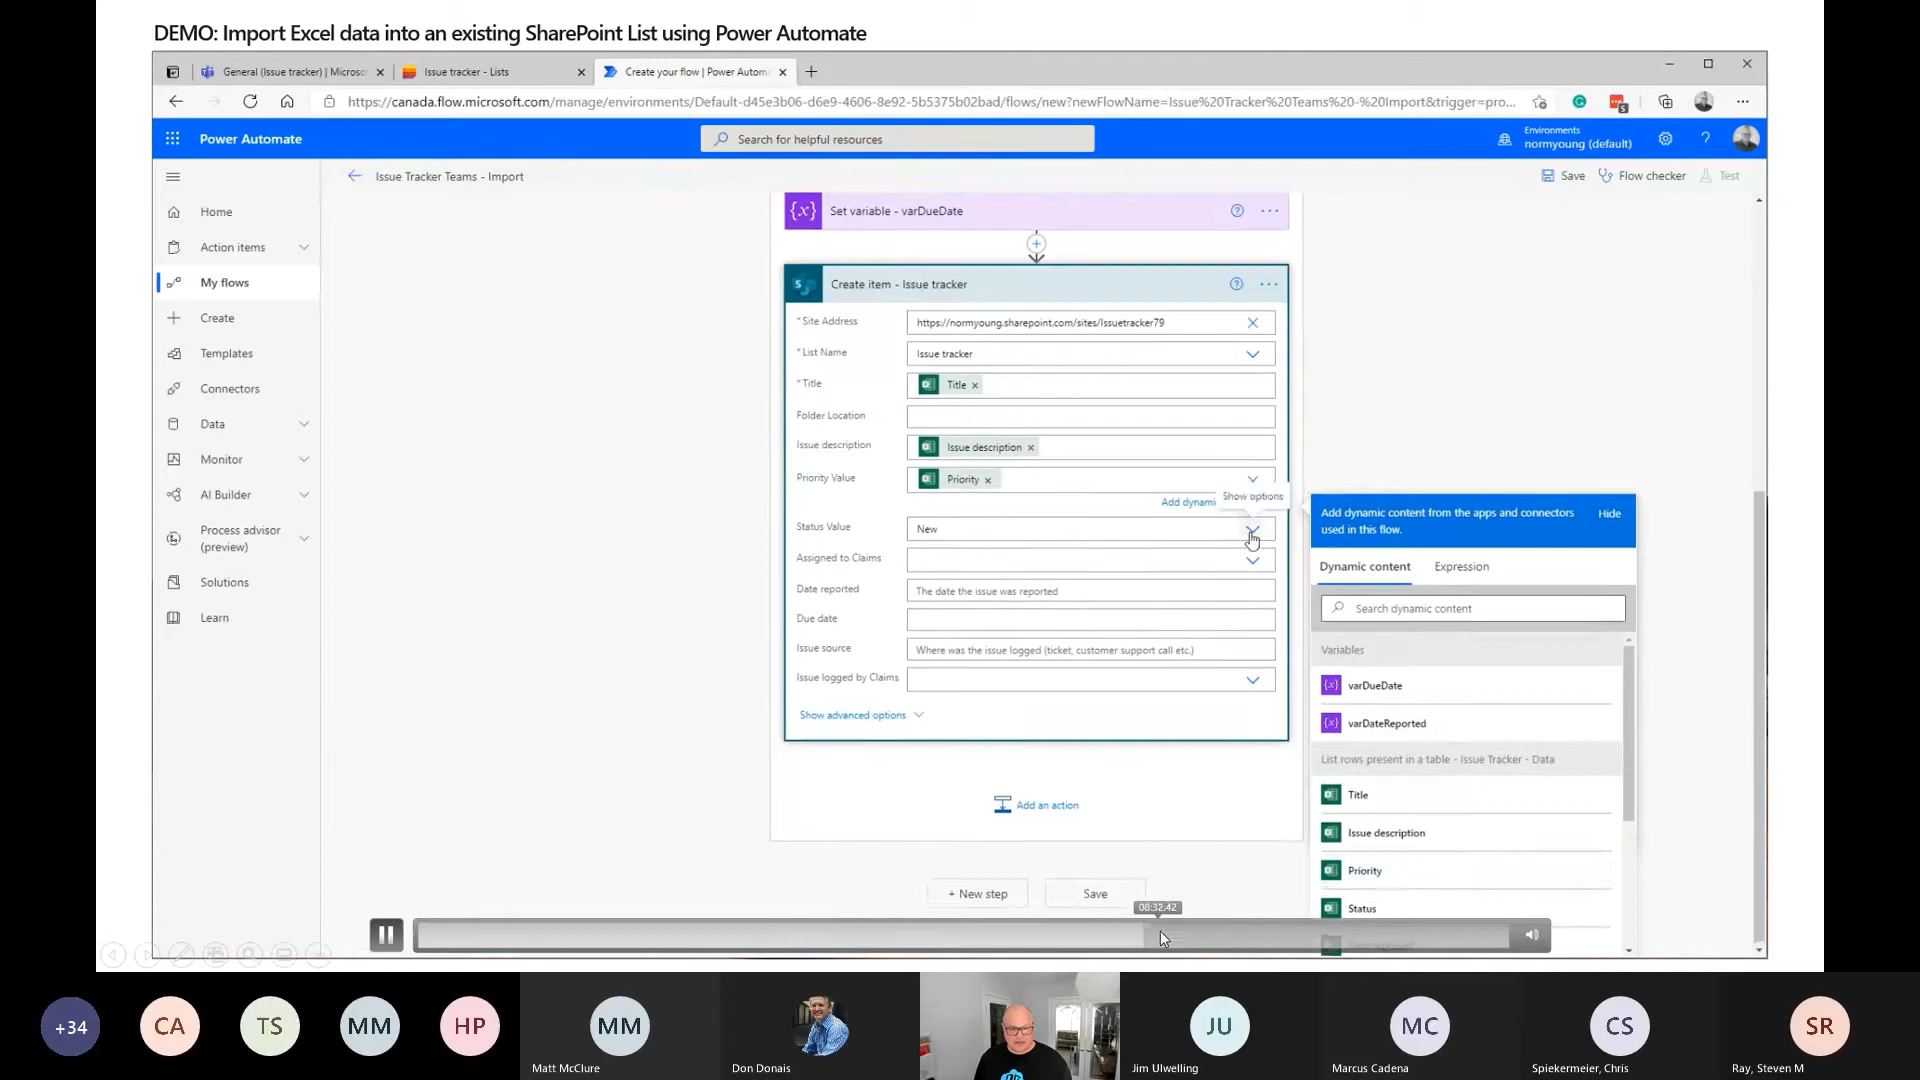 DEMO: Import Excel data into an existing SharePoint List using Power Automate
General (Issue tracker) | Microso
Issue tracker - Lists
Create your flow | Power Autom
https://canada.flow.microsoft.com/manage/environments/Default-d45e3b06-d6e9-4606-8e92-5b5375b02bad/flows/new?newFlowName=Issue%20Tracker%20Teams%20-%20Import&trigger=pro...
5
Power Automate
Search for helpful resources
Environments
normyoung (default)
Issue Tracker Teams - Import
Save
Flow checker
Test
Home
Action items
My flows
Create
Templates
Connectors
Data
Monitor
AI Builder
Process advisor
(preview)
Solutions
Learn
{x} Set variable - varDueDate
Create item - Issue tracker
* Site Address
https://normyoung.sharepoint.com/sites/Issuetracker79
* List Name
Issue tracker
* Title
Title
Folder Location
Issue description
Issue description
Priority Value
Priority
Add dynami
Show options
Status Value
New
Assigned to Claims
Date reported
The date the issue was reported
Due date
Issue source
Where was the issue logged (ticket, customer support call etc.)
Issue logged by Claims
Show advanced options
Add an action
+ New step
Save
Add dynamic content from the apps and connectors
used in this flow.
Hide
Dynamic content
Expression
Search dynamic content
Variables
{x} varDueDate
{x} varDateReported
List rows present in a table - Issue Tracker - Data
Title
Issue description
Priority
Status
08:32.42
+34
CA
TS
MM
HP
MM
Matt McClure
Don Donais
JU
Jim Ulwelling
MC
Marcus Cadena
CS
Spiekermeier, Chris
SR
Ray, Steven M